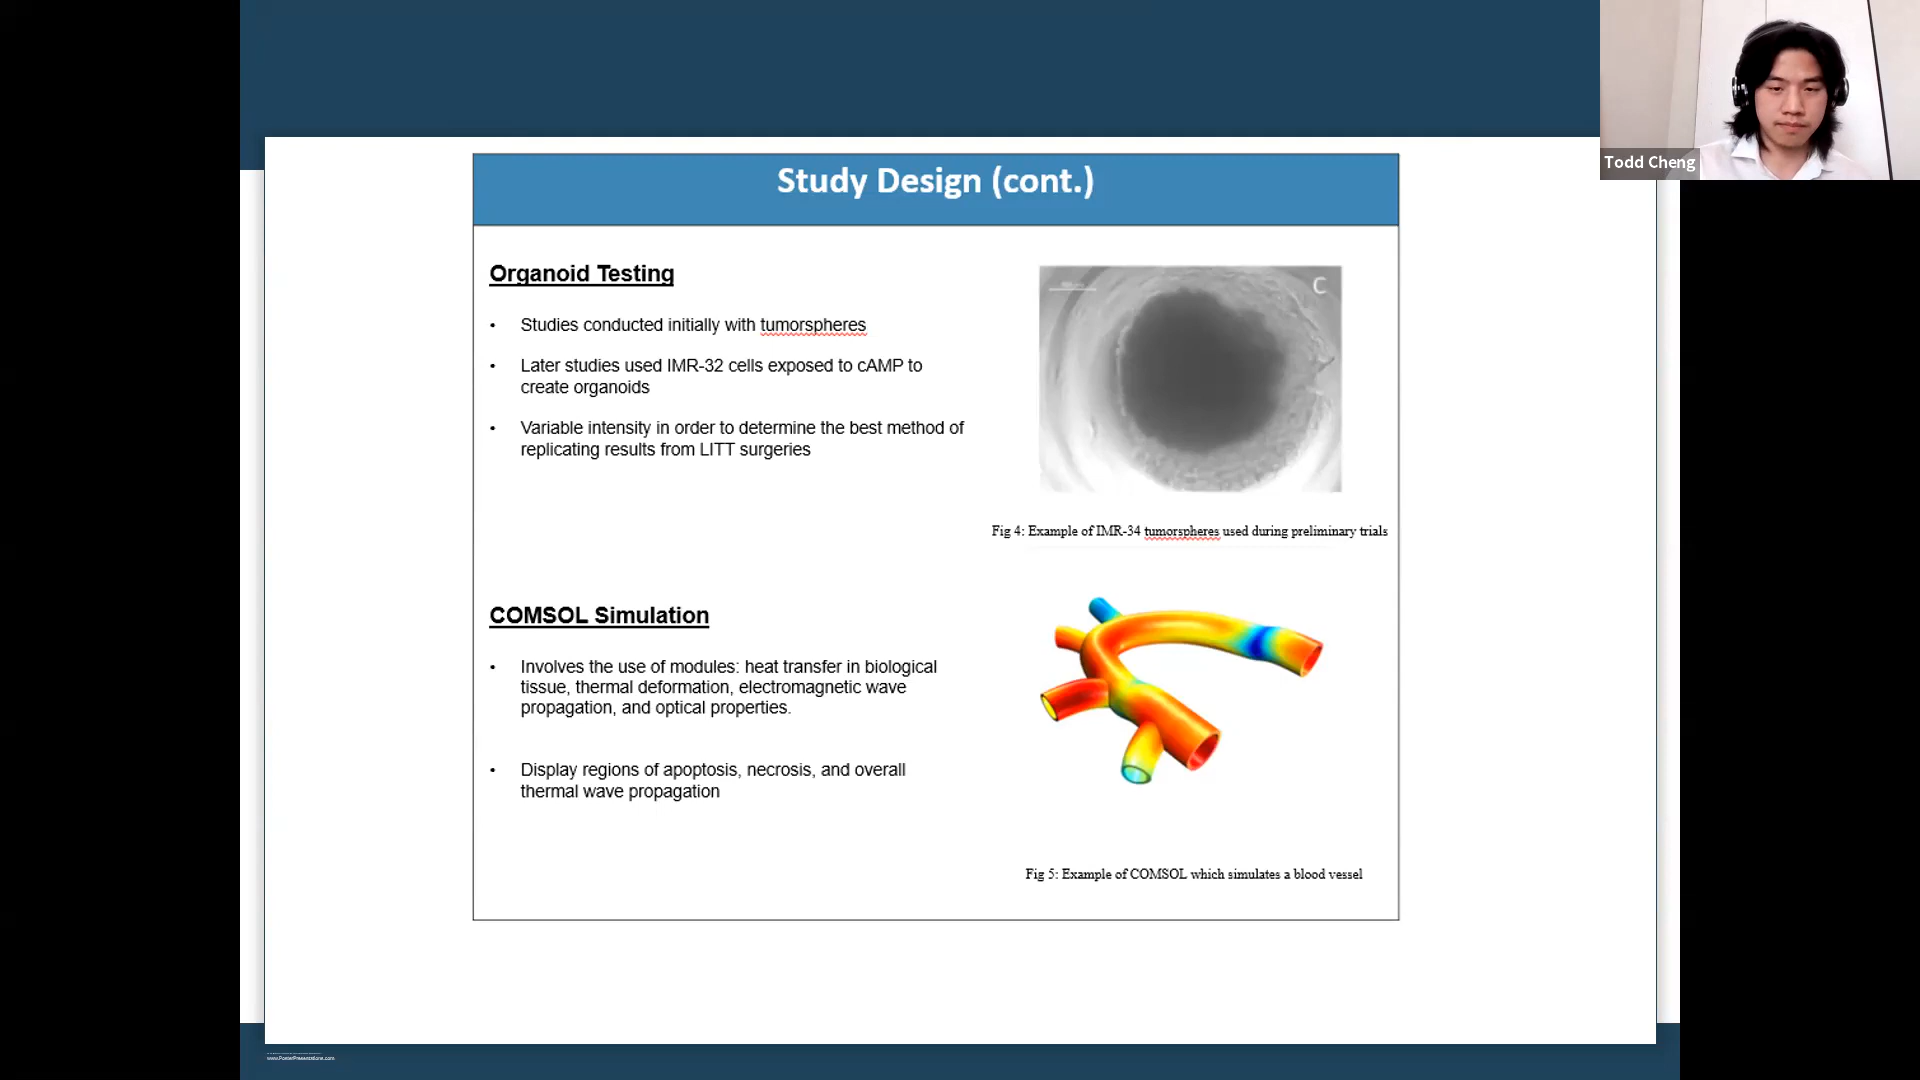 Todd Cheng
Study Design (cont.)
Organoid Testing
• Studies conducted initially with tumorspheres
• Later studies used IMR-32 cells exposed to cAMP to
create organoids
• Variable intensity in order to determine the best method of
replicating results from LITT surgeries
C
Fig 4: Example of IMR-34 tumorspheres used during preliminary trials
COMSOL Simulation
• Involves the use of modules: heat transfer in biological
tissue, thermal deformation, electromagnetic wave
propagation, and optical properties.
• Display regions of apoptosis, necrosis, and overall
thermal wave propagation
Fig 5: Example of COMSOL which simulates a blood vessel
www.PosterPresentations.com